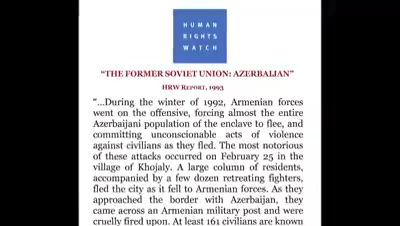 HUMAN
RIGHTS
WATCH
“THE FORMER SOVIET UNION: AZERBAIJAN”
HRW REPORT, 1993
“...During the winter of 1992, Armenian forces
went on the offensive, forcing almost the entire
Azerbaijani population of the enclave to flee, and
committing unconscionable acts of violence
against civilians as they fled. The most notorious
of these attacks occurred on February 25 in the
village of Khojaly. A large column of residents,
accompanied by a few dozen retreating fighters,
fled the city as it fell to Armenian forces. As they
approached the border with Azerbaijan, they
came across an Armenian military post and were
cruelly fired upon. At least 161 civilians are known